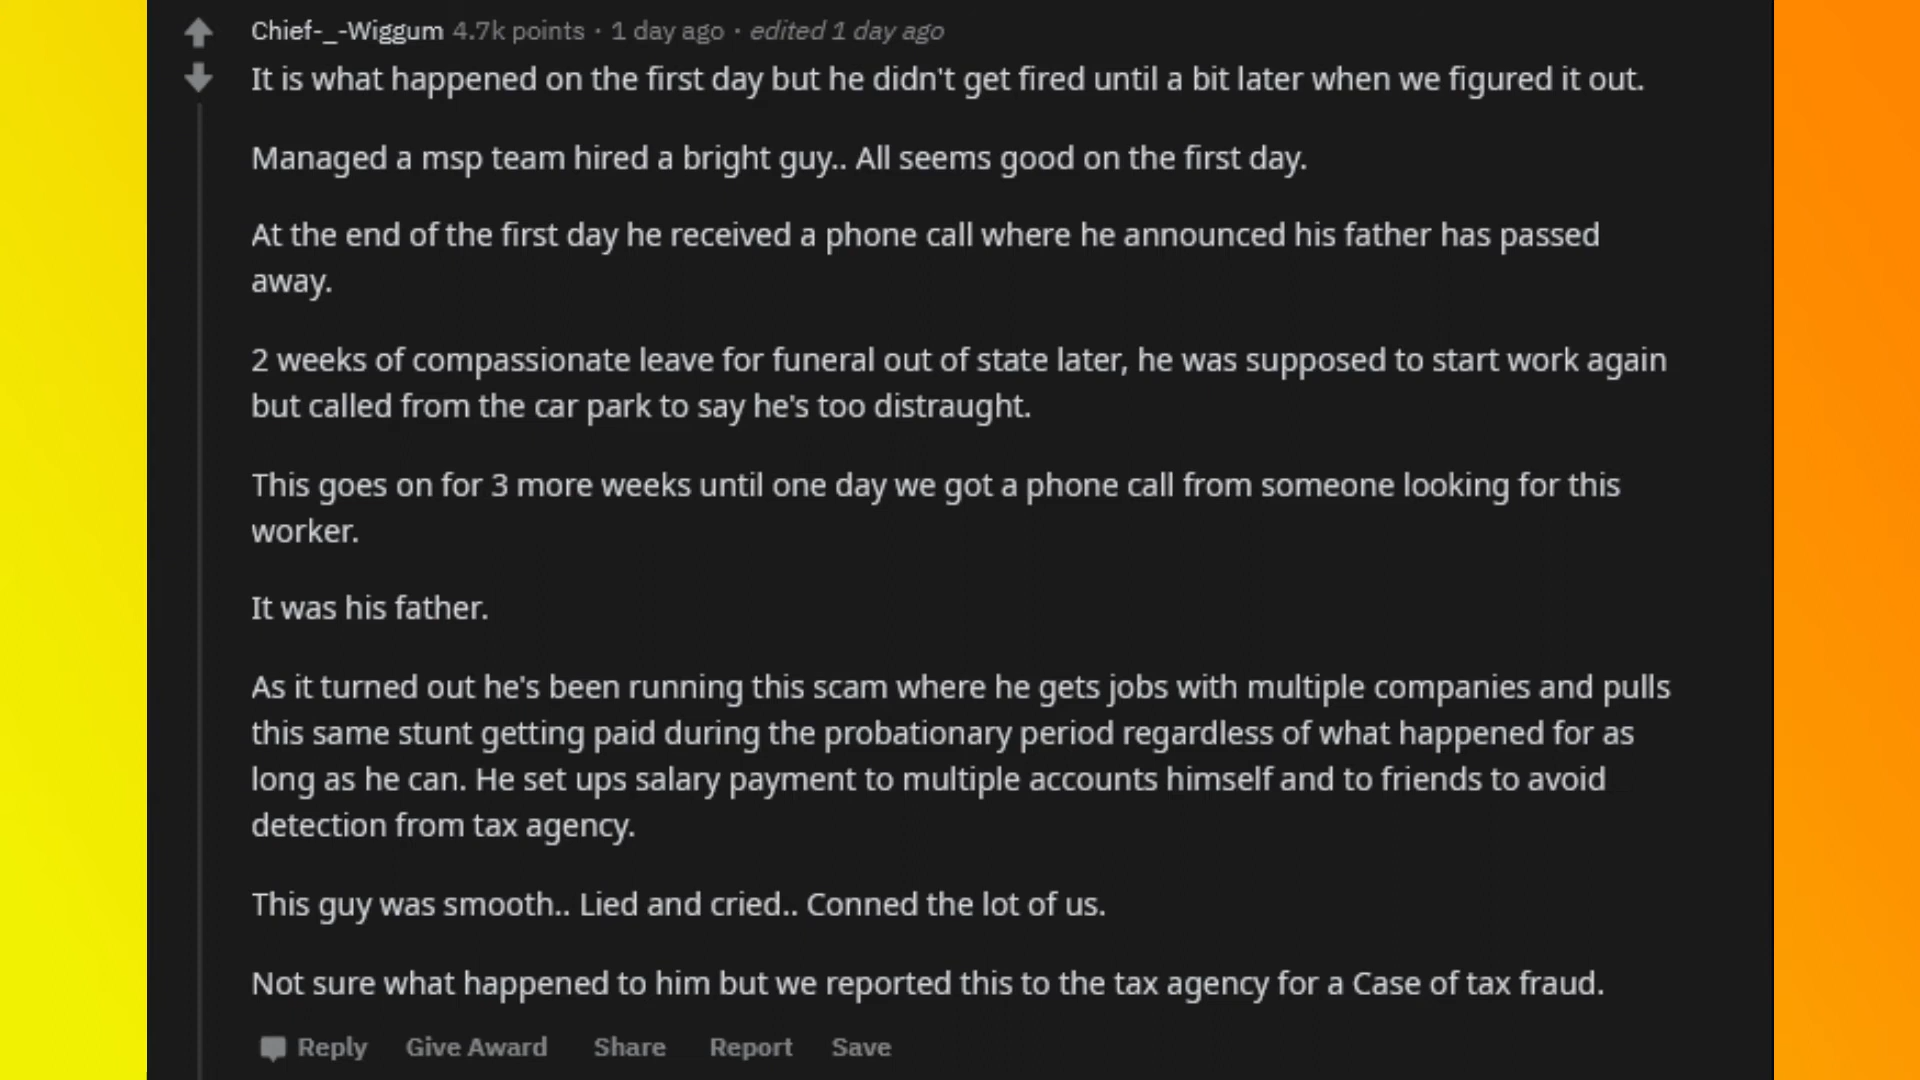 Chief-_-Wiggum 4.7k points · 1 day ago · edited 1 day ago
It is what happened on the first day but he didn't get fired until a bit later when we figured it out.
Managed a msp team hired a bright guy.. All seems good on the first day.
At the end of the first day he received a phone call where he announced his father has passed
away.
2 weeks of compassionate leave for funeral out of state later, he was supposed to start work again
but called from the car park to say he's too distraught.
This goes on for 3 more weeks until one day we got a phone call from someone looking for this
worker.
It was his father.
As it turned out he's been running this scam where he gets jobs with multiple companies and pulls
this same stunt getting paid during the probationary period regardless of what happened for as
long as he can. He set ups salary payment to multiple accounts himself and to friends to avoid
detection from tax agency.
This guy was smooth.. Lied and cried.. Conned the lot of us.
Not sure what happened to him but we reported this to the tax agency for a Case of tax fraud.
Reply Give Award Share Report Save